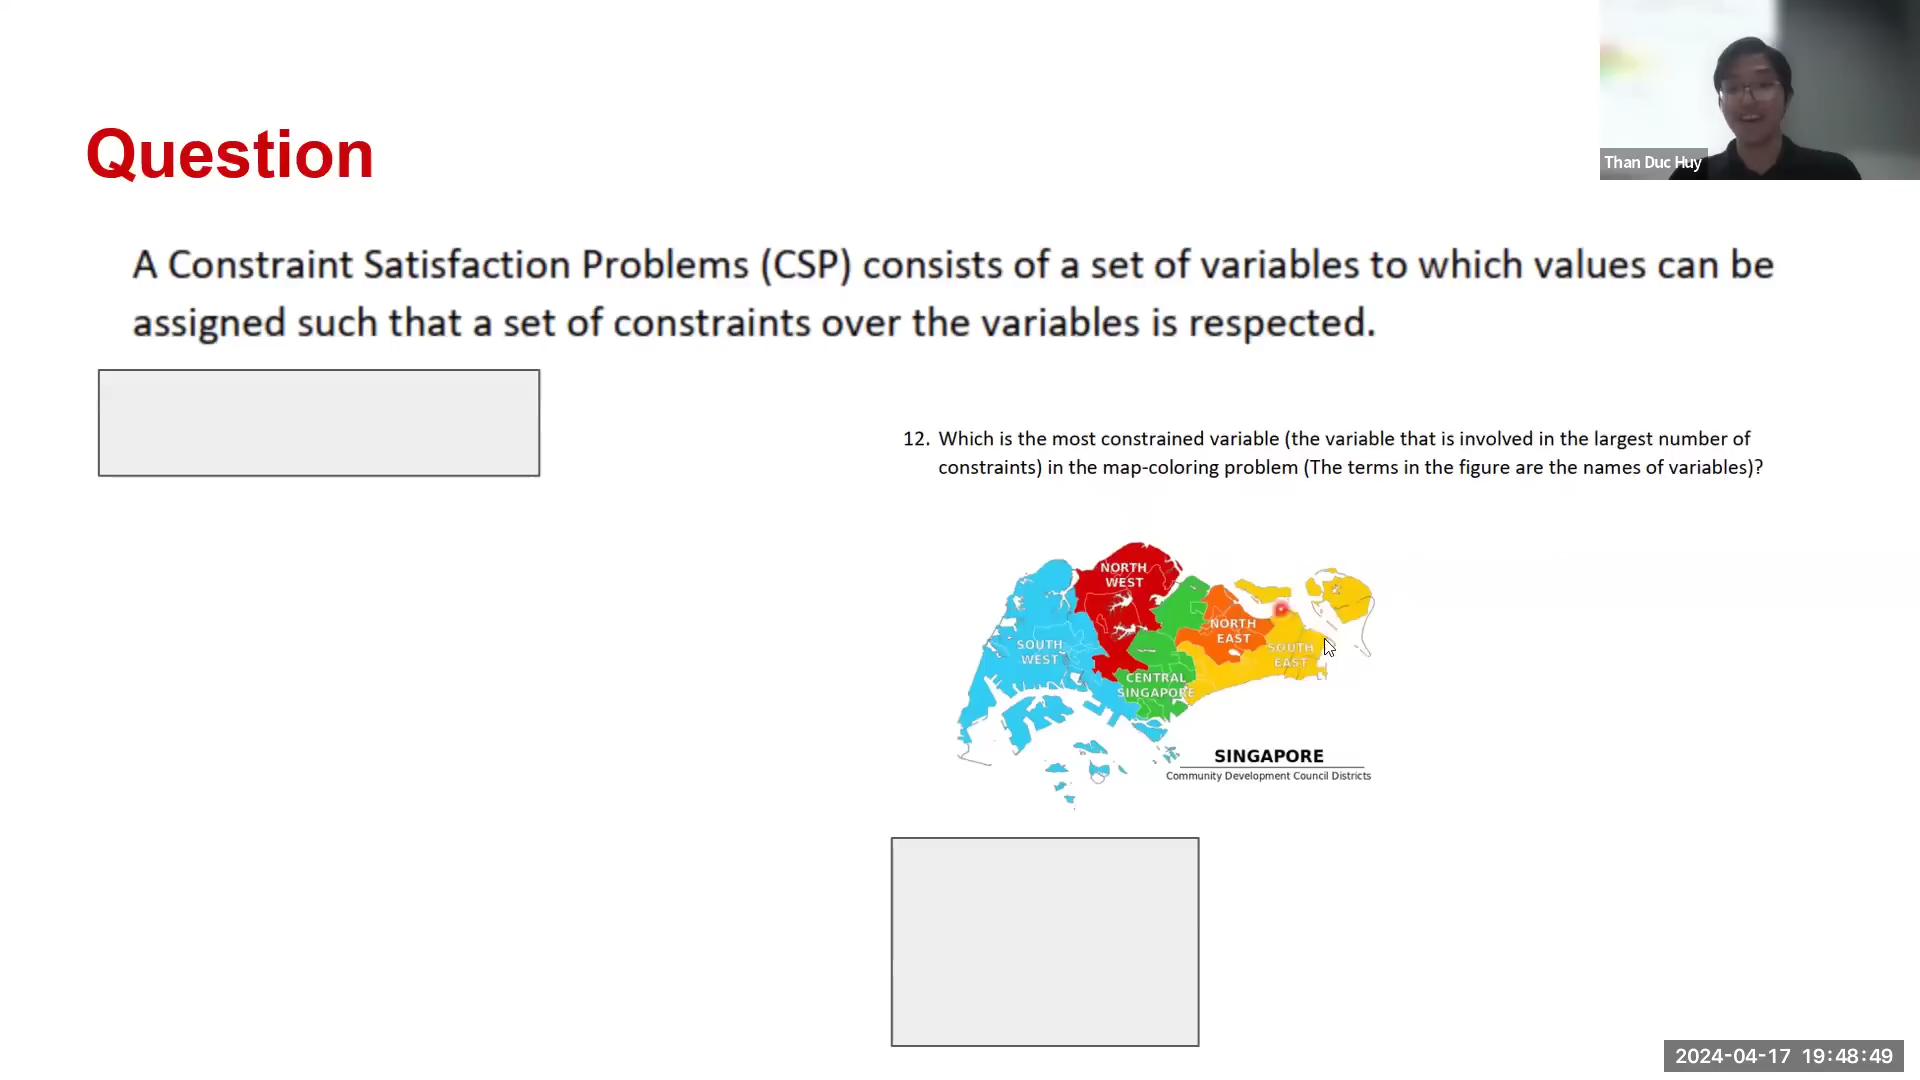 Than Duc Huy
Question
A Constraint Satisfaction Problems (CSP) consists of a set of variables to which values can be
assigned such that a set of constraints over the variables is respected.
12. Which is the most constrained variable (the variable that is involved in the largest number of
constraints) in the map-coloring problem (The terms in the figure are the names of variables)?
NORTH
WEST
NORTH
EAST
SOUTH
WEST
SOUTH
EAST
CENTRAL
SINGAPORE
SINGAPORE
Community Development Council Districts
2024-04-17 19:48:49